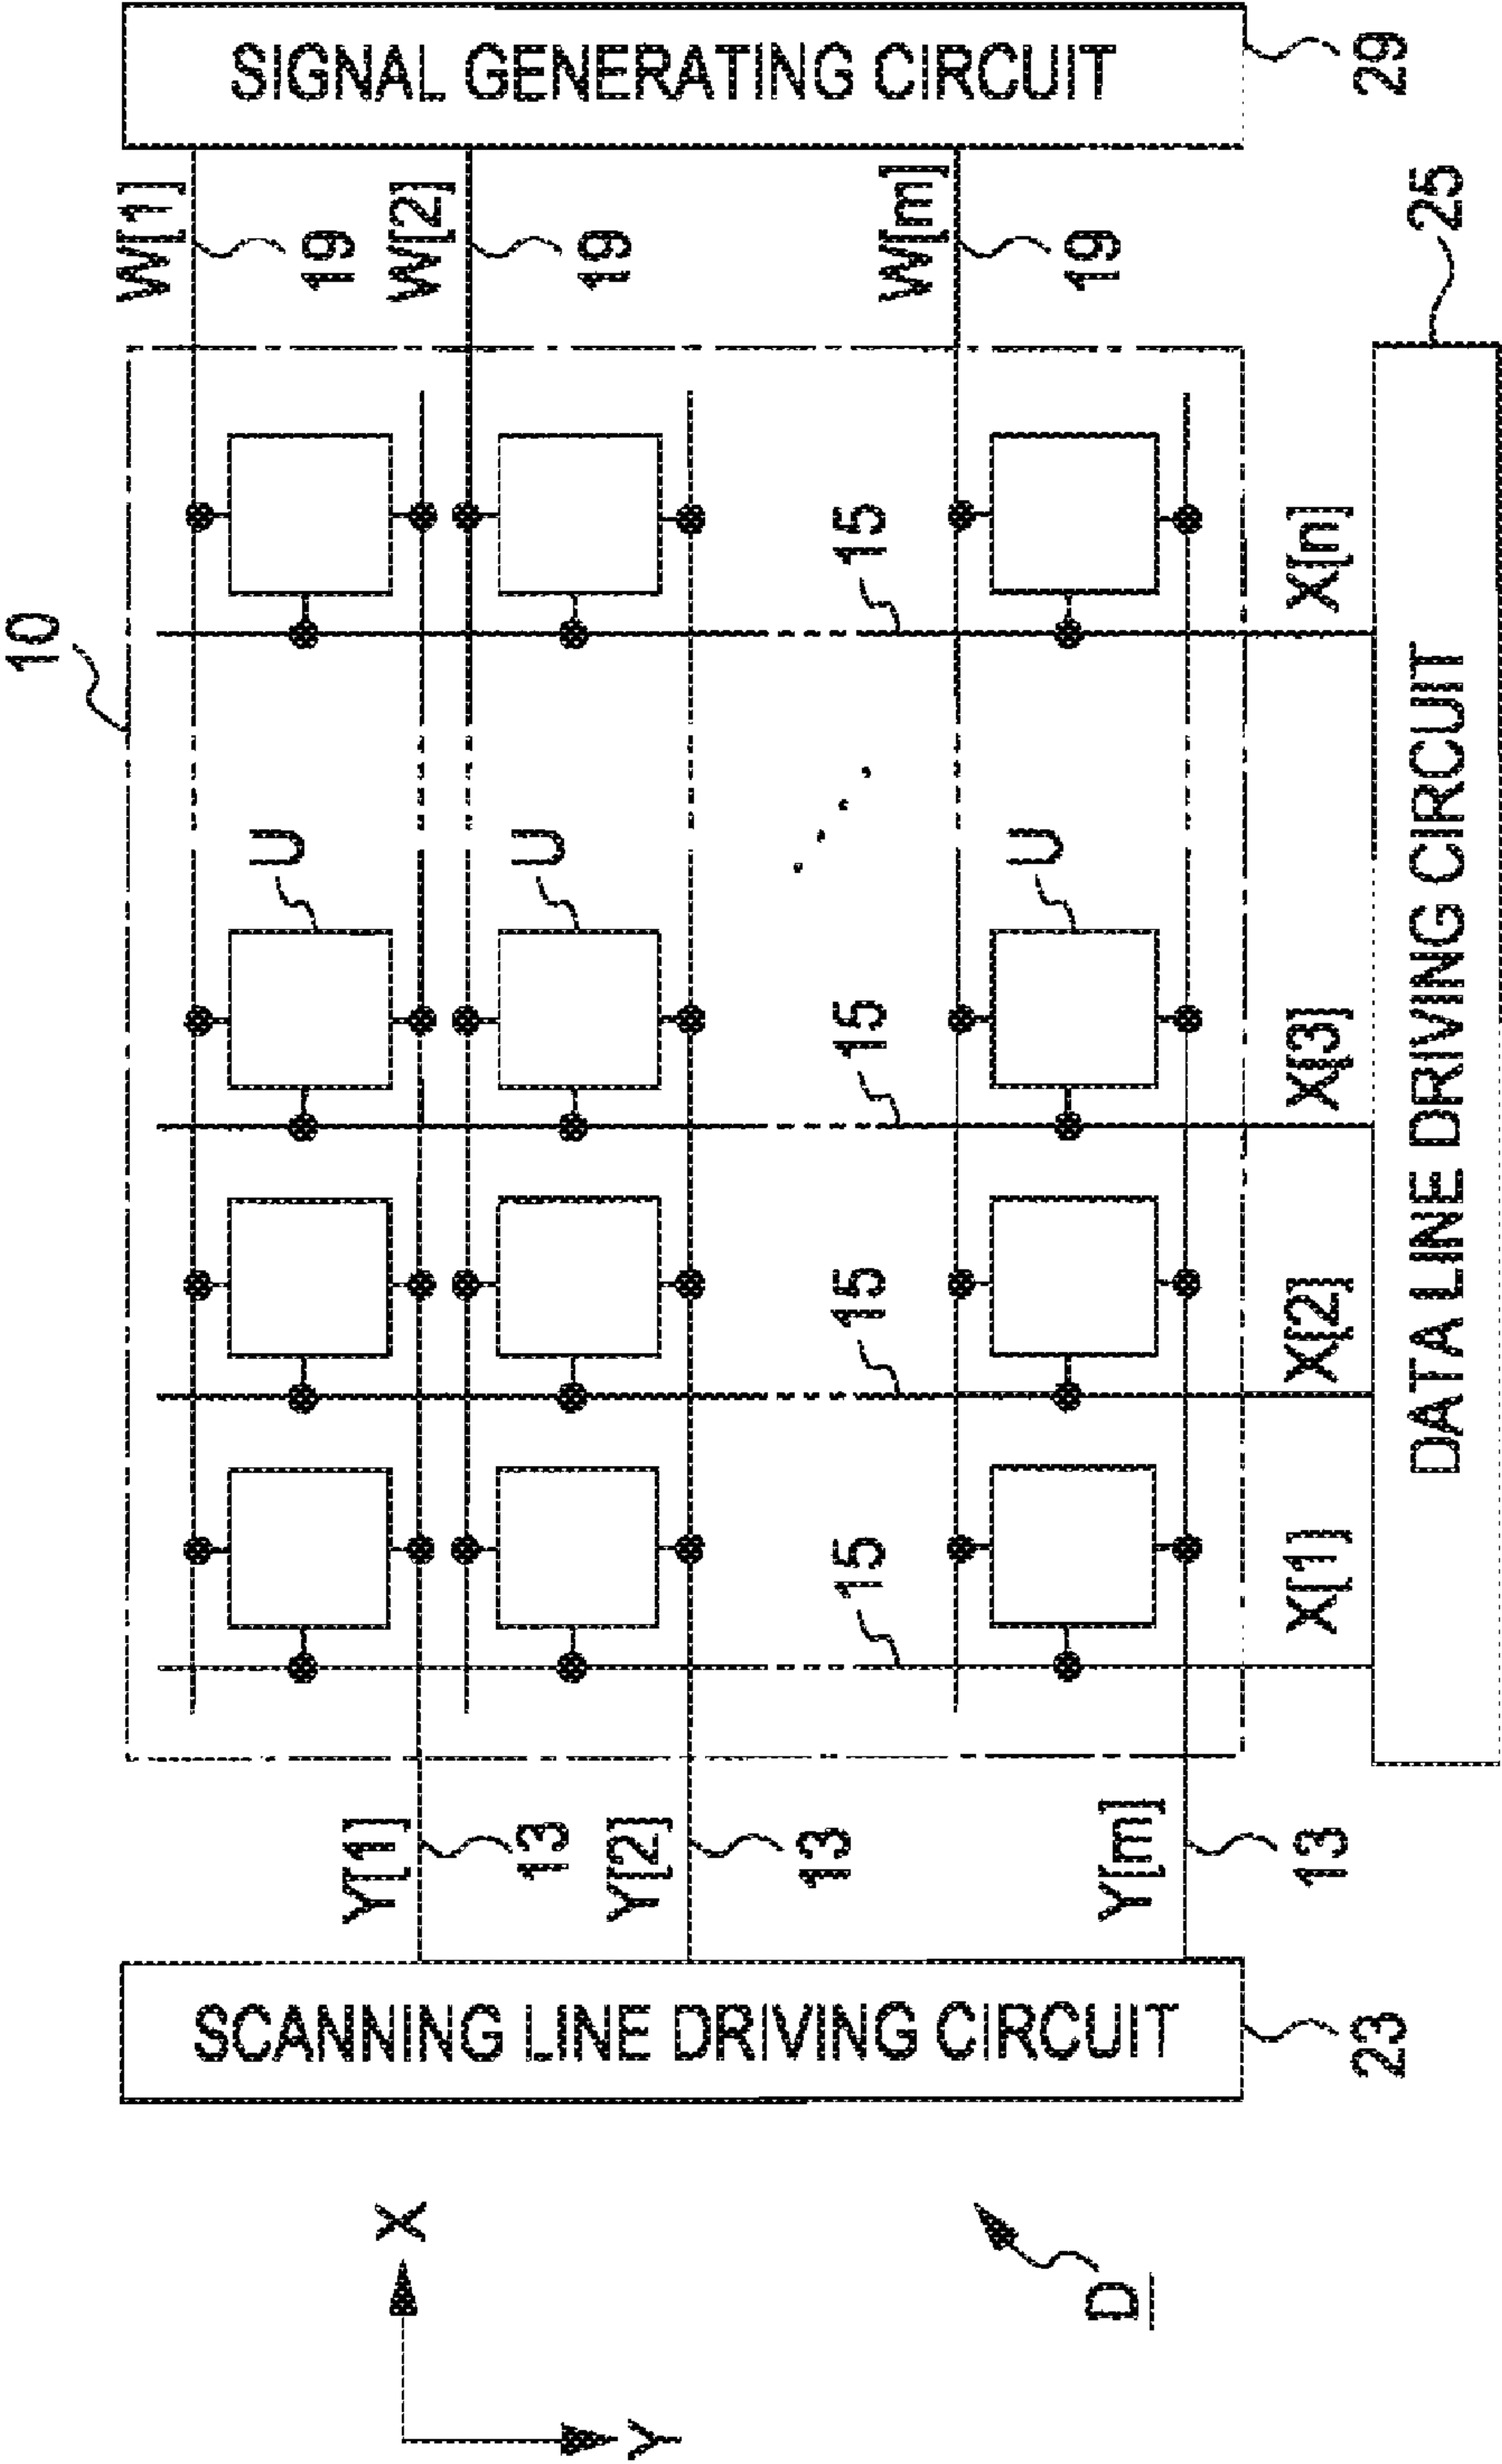 10
U
U
U
15
15
15
15
W[1]
19
W[2]
19
W[m]
19
SIGNAL GENERATING CIRCUIT
29
Y[1]
13
Y[2]
13
Y[m]
13
SCANNING LINE DRIVING CIRCUIT
23
X[1]
X[2]
X[3]
X[n]
DATA LINE DRIVING CIRCUIT
25
X
Y
D